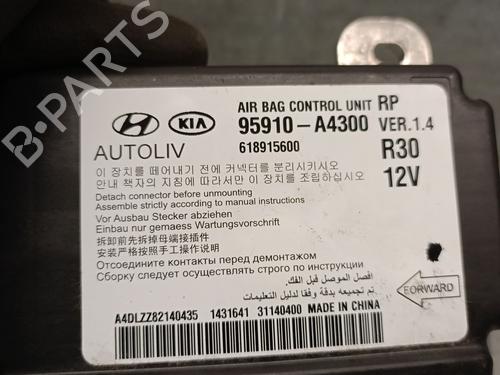 HYUNDAI KIA
AIR BAG CONTROL UNIT RP
95910-A4300 VER.1.4
AUTOLIV 618915600 R30
이 장치를 떼어내기 전에 커넥터를 분리시키시오
안내 책자의 지침에 따라서만 이 장치를 조립하십시오 12V
Detach connector before unmounting
Assemble strictly according to manual instructions
Vor Ausbau Stecker abziehen
Einbau nur gemaess Wartungsvorschrift
拆卸前先拆掉母端接插件
安装严格按照手工操作说明
Отсоедините контакты перед демонтажом
Сборку следует осуществлять строго по инструкции
افصل الموصل قبل الفك.
تم تجميعه بدقة وفقا لدليل التعليمات
FORWARD
A4DLZZ82140435 1431641 31140400 MADE IN CHINA
B-PARTS